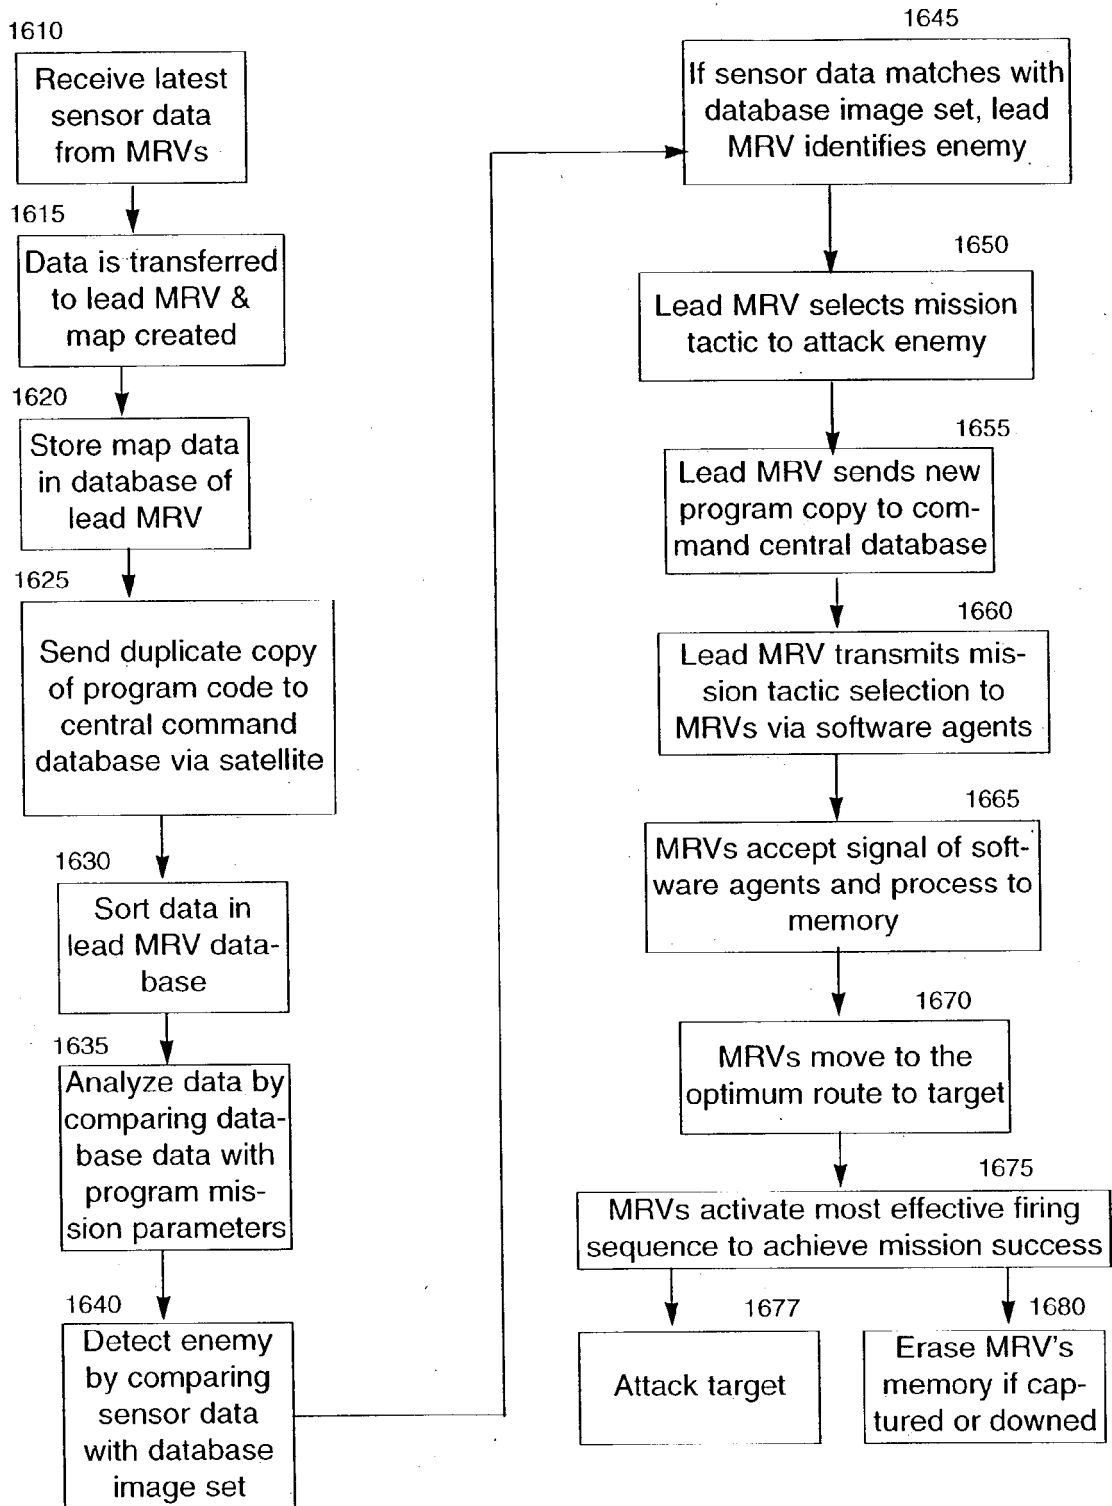 1610
Receive latest
sensor data
from MRVs
1615
Data is transferred
to lead MRV &
map created
1620
Store map data
in database of
lead MRV
1625
Send duplicate copy
of program code to
central command
database via satellite
1630
Sort data in
lead MRV data-
base
1635
Analyze data by
comparing data-
base data with
program mis-
sion parameters
1640
Detect enemy
by comparing
sensor data
with database
image set
1645
If sensor data matches with
database image set, lead
MRV identifies enemy
1650
Lead MRV selects mission
tactic to attack enemy
1655
Lead MRV sends new
program copy to com-
mand central database
1660
Lead MRV transmits mis-
sion tactic selection to
MRVs via software agents
1665
MRVs accept signal of soft-
ware agents and process to
memory
1670
MRVs move to the
optimum route to target
1675
MRVs activate most effective firing
sequence to achieve mission success
1677
Attack target
1680
Erase MRV's
memory if cap-
tured or downed